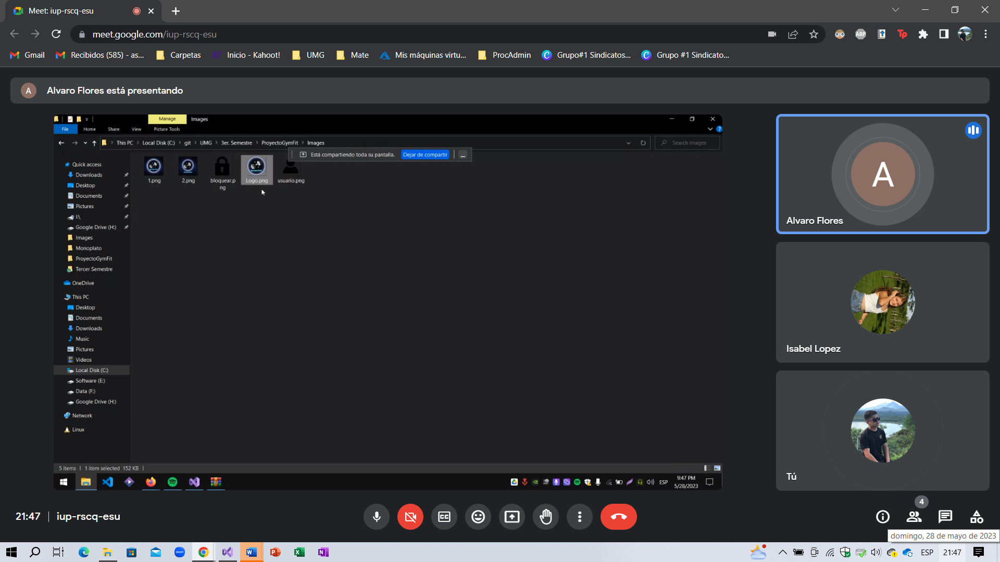 Meet: iup-rscq-esu
meet.google.com/iup-rscq-esu
ABP
Tp
Gmail
Recibidos (585) - as...
Carpetas
Inicio - Kahoot!
UMG
Mate
Mis máquinas virtu...
ProcAdmin
Grupo#1 Sindicatos...
Grupo #1 Sindicato...
A
Alvaro Flores está presentando
Manage
Images
File
Home
Share
View
Picture Tools
This PC > Local Disk (C:) > git > UMG > 3er. Semestre > ProyectoGymFit > Images
Search Images
Está compartiendo toda su pantalla.
Dejar de compartir
1.png
2.png
bloquear.p
ng
Logo.png
usuario.png
Quick access
Downloads
Desktop
Documents
Pictures
I:\
Google Drive (H:)
Images
Monoplato
ProyectoGymFit
Tercer Semestre
OneDrive
This PC
Desktop
Documents
Downloads
Music
Pictures
Videos
Local Disk (C:)
Software (E:)
Data (F:)
Google Drive (H:)
Network
Linux
5 items
1 item selected 152 KB
ESP
9:47 PM
5/28/2023
A
Alvaro Flores
Isabel Lopez
Tú
21:47 | iup-rscq-esu
CC
4
domingo, 28 de mayo de 2023
zoom
ESP
21:47